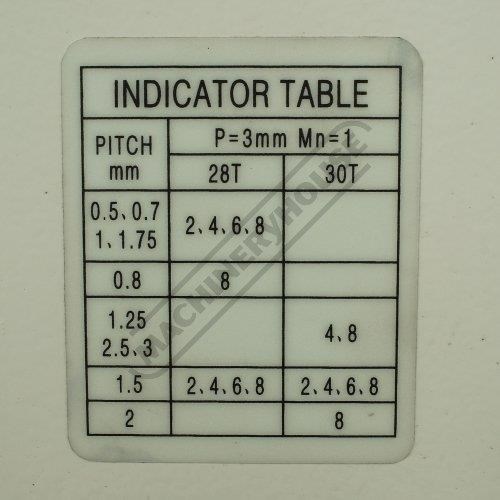 INDICATOR TABLE
PITCH mm P=3mm Mn=1
28T 30T
0.5、0.7
1、1.75 2、4、6、8
0.8 8
1.25
2.5、3 4、8
1.5 2、4、6、8 2、4、6、8
2 8
MACHINERYHOUSE